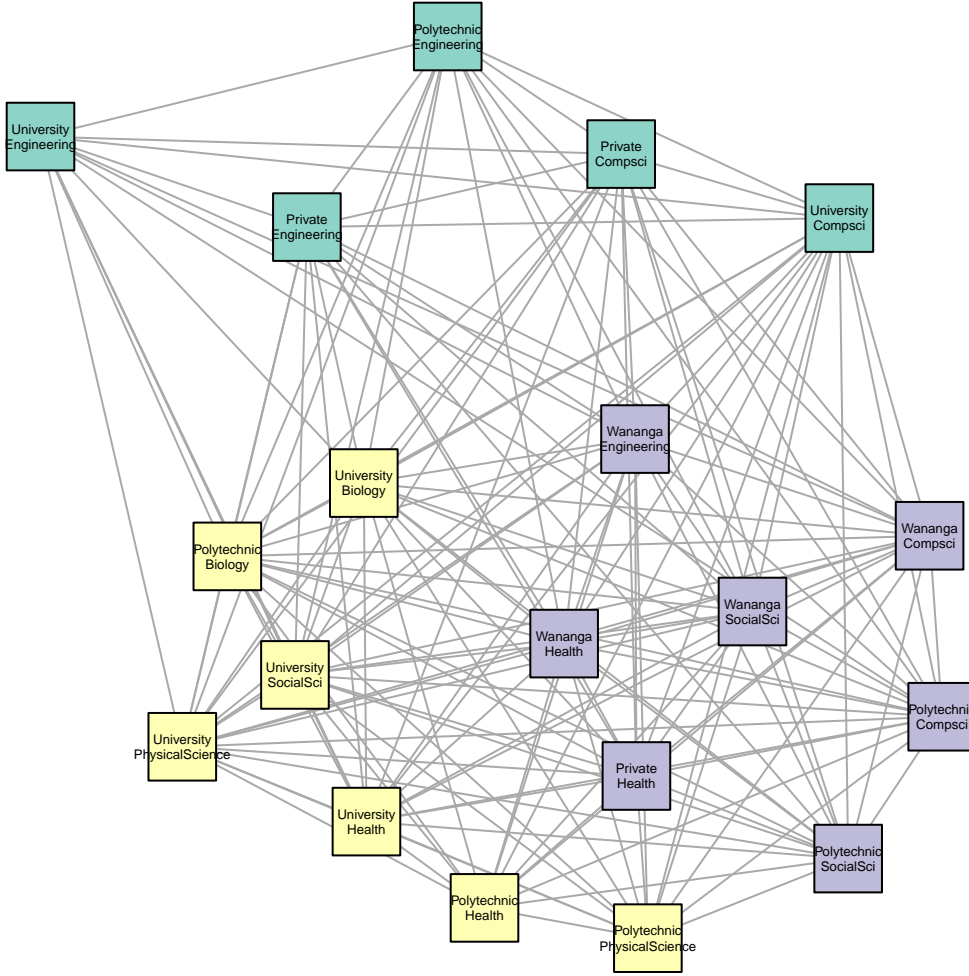 Polytechnic
Engineering
University
Engineering
Private
Compsci
Private
Engineering
University
Compsci
Wananga
Engineering
University
Biology
Wananga
Compsci
Polytechnic
Biology
Wananga
SocialSci
Wananga
Health
University
SocialSci
Polytechnic
Compsci
University
PhysicalScience
Private
Health
University
Health
Polytechnic
SocialSci
Polytechnic
Health
Polytechnic
PhysicalScience